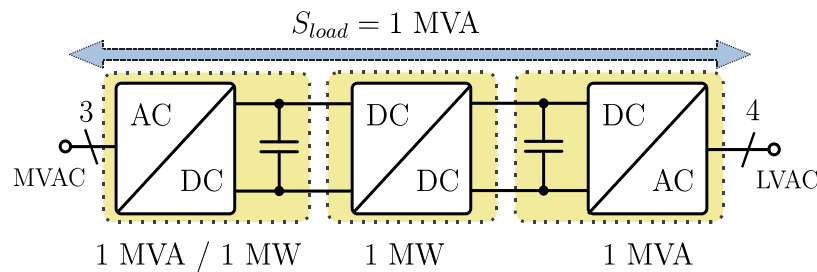 S_load = 1 MVA
3
AC
DC
DC
DC
DC
AC
4
MVAC
LVAC
1 MVA / 1 MW
1 MW
1 MVA